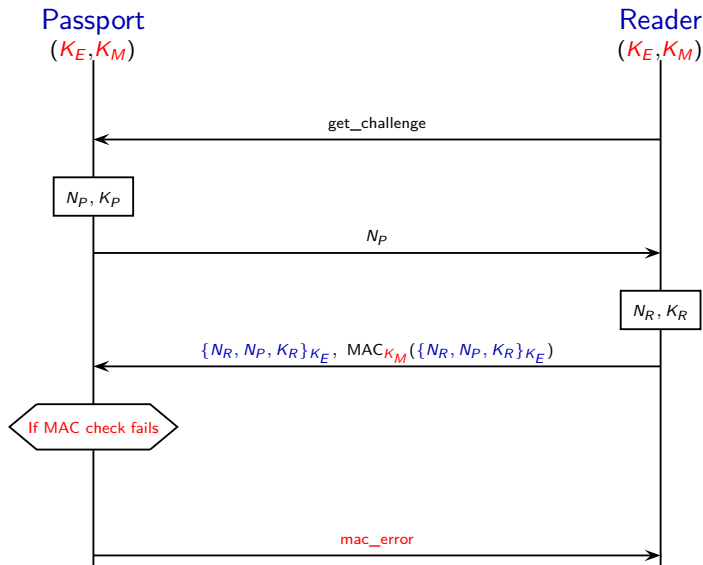 Passport Reader
(K_E,K_M) (K_E,K_M)
get_challenge
N_P, K_P
N_P
N_R, K_R
{N_R, N_P, K_R}_{K_E}, MAC_{K_M}({N_R, N_P, K_R}_{K_E})
If MAC check fails
mac_error